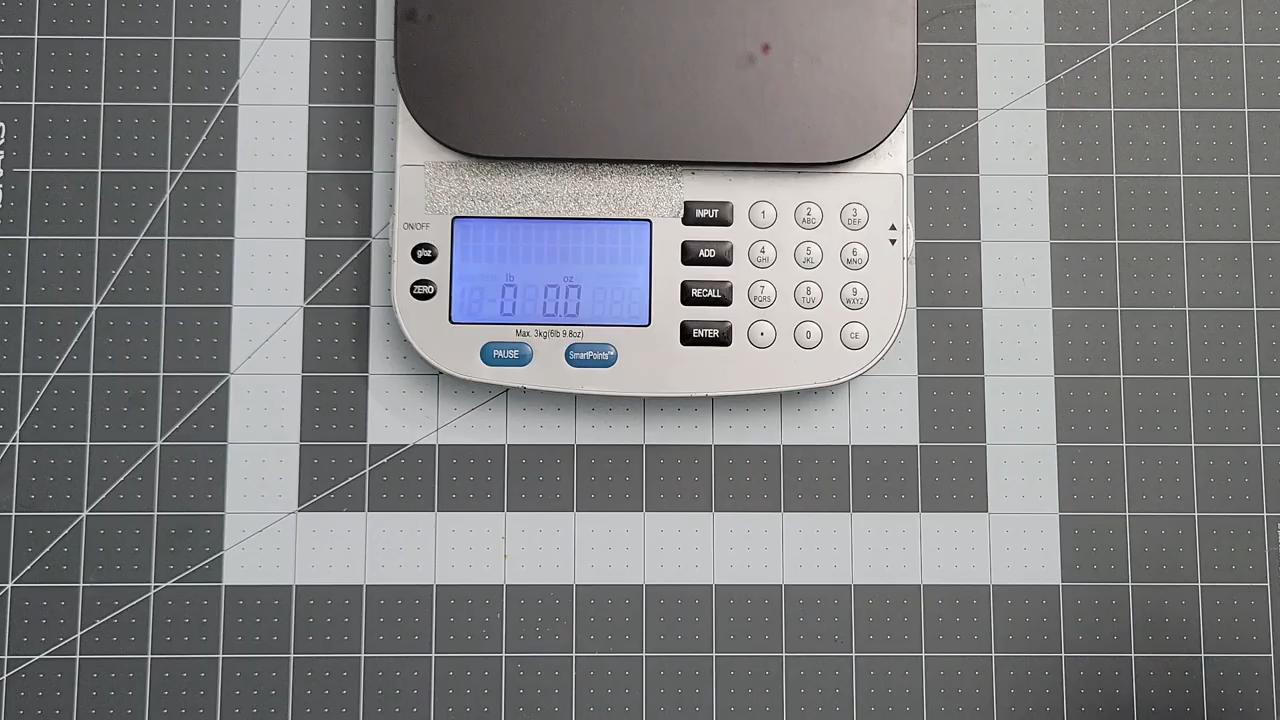 ON/OFF
g/oz
ZERO
lb oz
0 0.0
Max. 3kg(6lb 9.8oz)
PAUSE
SmartPoints™
INPUT
1
2
ABC
3
DEF
ADD
4
GHI
5
JKL
6
MNO
RECALL
7
PQRS
8
TUV
9
WXYZ
ENTER
•
0
CE